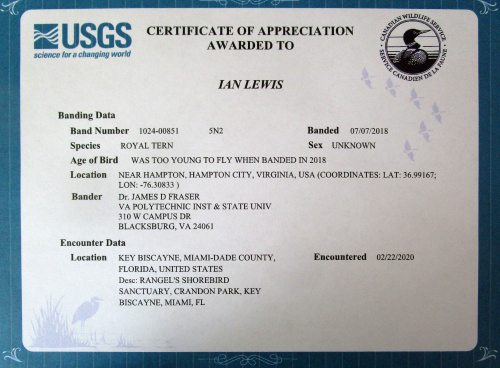 USGS
science for a changing world
CERTIFICATE OF APPRECIATION
AWARDED TO
CANADIAN WILDLIFE SERVICE
SERVICE CANADIEN DE LA FAUNE
IAN LEWIS
Banding Data
Band Number 1024-00851 5N2 Banded 07/07/2018
Species ROYAL TERN Sex UNKNOWN
Age of Bird WAS TOO YOUNG TO FLY WHEN BANDED IN 2018
Location NEAR HAMPTON, HAMPTON CITY, VIRGINIA, USA (COORDINATES: LAT: 36.99167;
LON: -76.30833 )
Bander Dr. JAMES D FRASER
VA POLYTECHNIC INST & STATE UNIV
310 W CAMPUS DR
BLACKSBURG, VA 24061
Encounter Data
Location KEY BISCAYNE, MIAMI-DADE COUNTY, Encountered 02/22/2020
FLORIDA, UNITED STATES
Desc: RANGEL'S SHOREBIRD
SANCTUARY, CRANDON PARK, KEY
BISCAYNE, MIAMI, FL